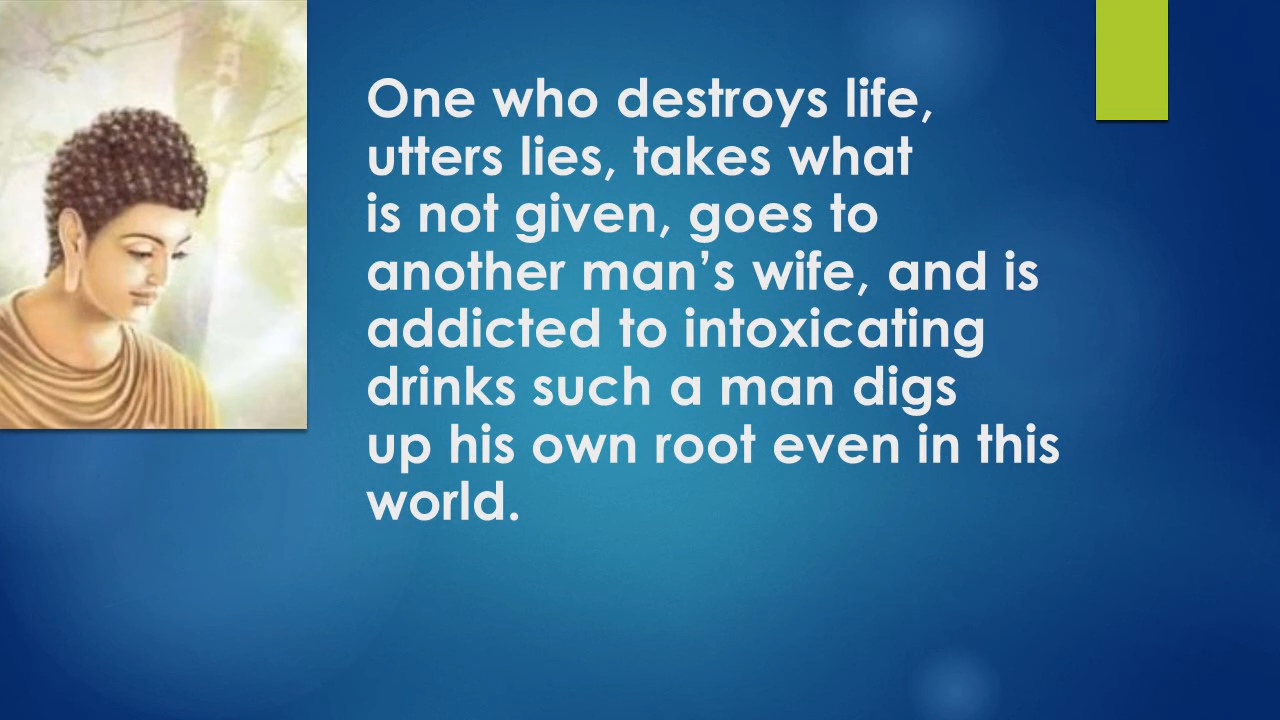 One who destroys life,
utters lies, takes what
is not given, goes to
another man’s wife, and is
addicted to intoxicating
drinks such a man digs
up his own root even in this
world.